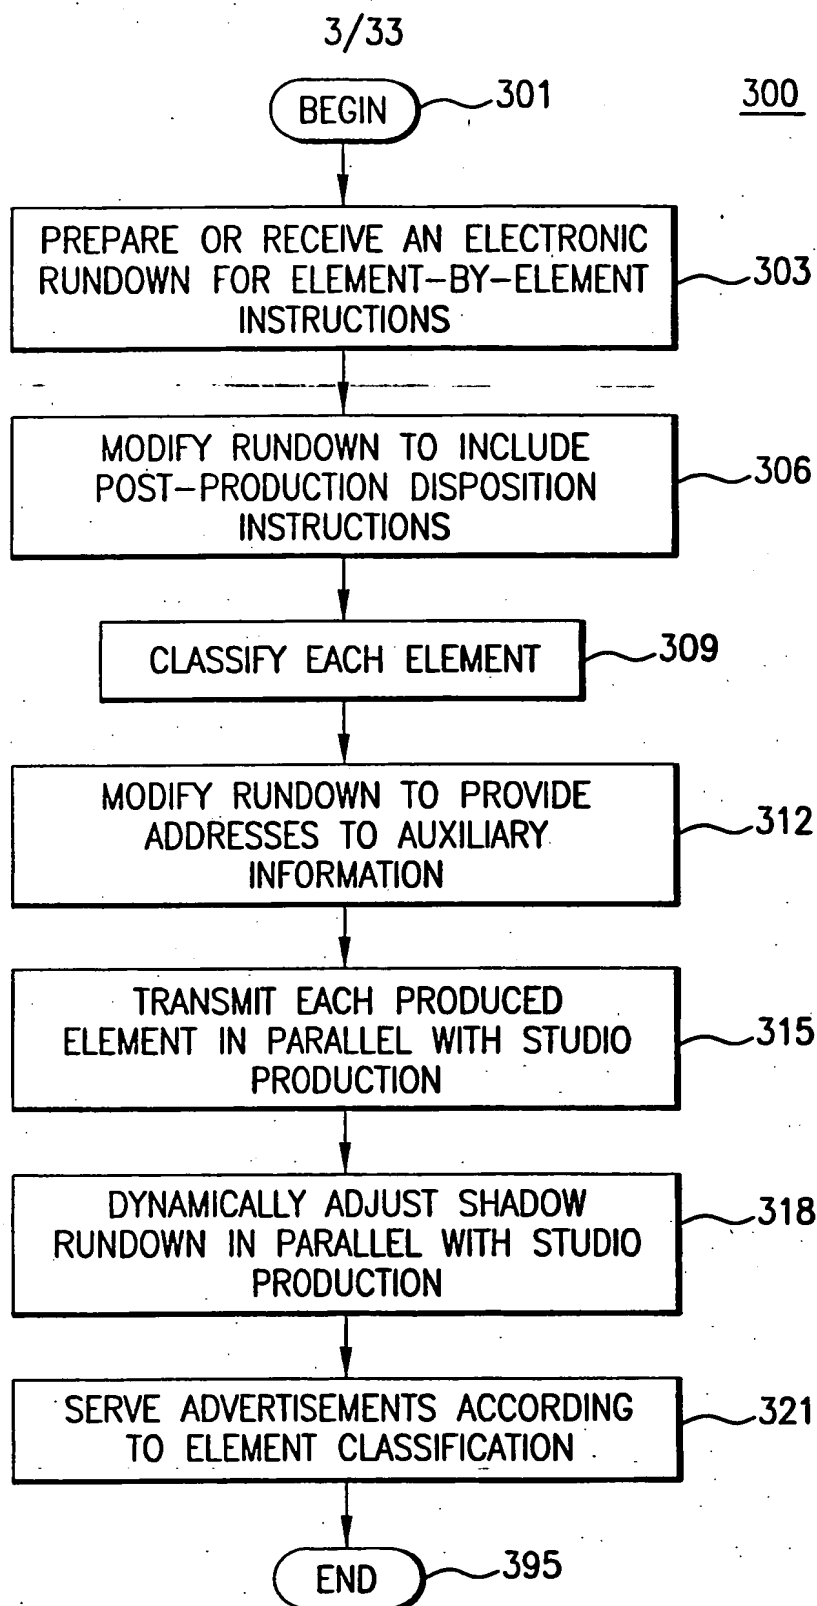 3/33
BEGIN
301
300
PREPARE OR RECEIVE AN ELECTRONIC
RUNDOWN FOR ELEMENT-BY-ELEMENT
INSTRUCTIONS
303
MODIFY RUNDOWN TO INCLUDE
POST-PRODUCTION DISPOSITION
INSTRUCTIONS
306
CLASSIFY EACH ELEMENT
309
MODIFY RUNDOWN TO PROVIDE
ADDRESSES TO AUXILIARY
INFORMATION
312
TRANSMIT EACH PRODUCED
ELEMENT IN PARALLEL WITH STUDIO
PRODUCTION
315
DYNAMICALLY ADJUST SHADOW
RUNDOWN IN PARALLEL WITH STUDIO
PRODUCTION
318
SERVE ADVERTISEMENTS ACCORDING
TO ELEMENT CLASSIFICATION
321
END
395